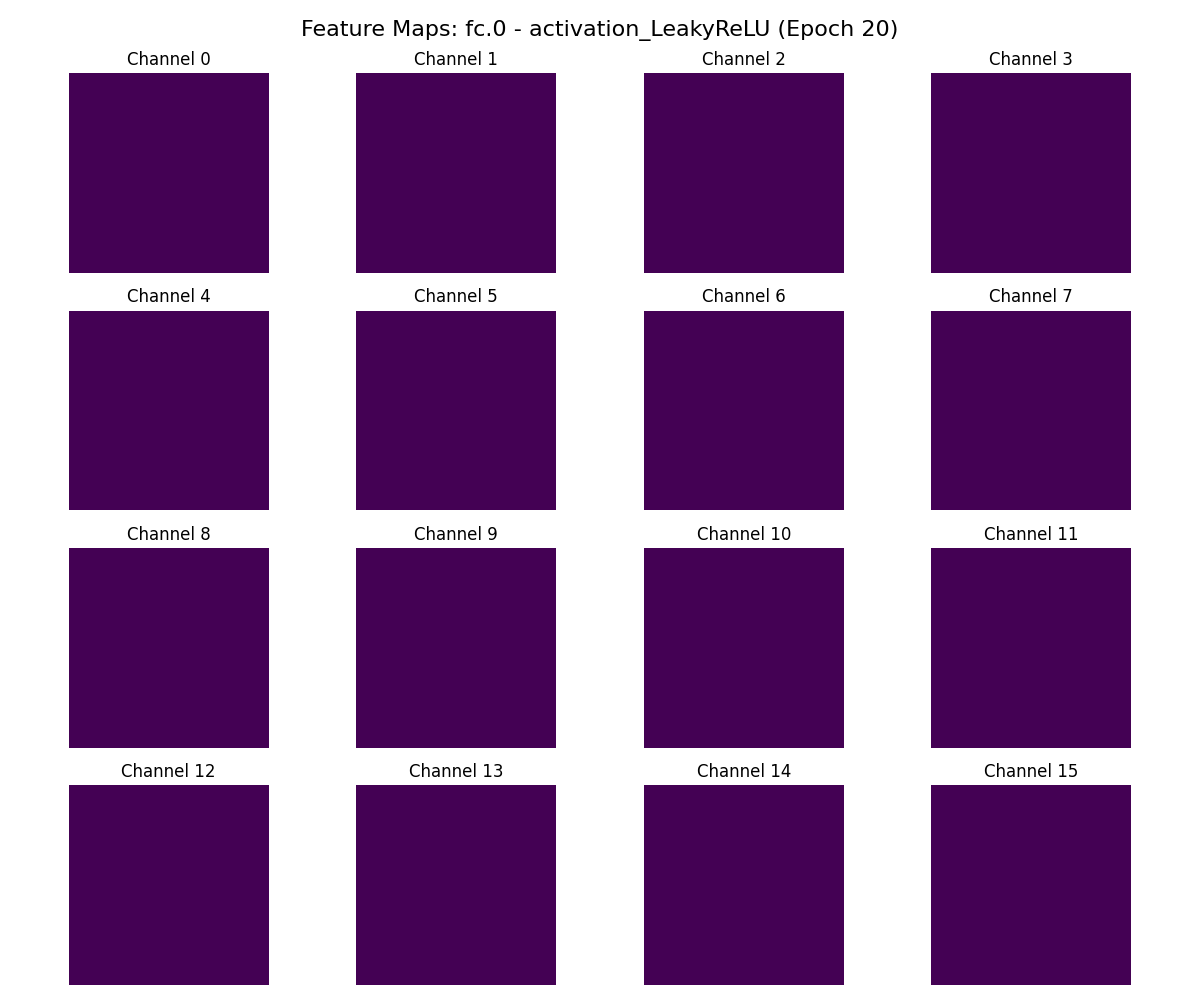 Feature Maps: fc.0 - activation_LeakyReLU (Epoch 20)
Channel 0
Channel 1
Channel 2
Channel 3
Channel 4
Channel 5
Channel 6
Channel 7
Channel 8
Channel 9
Channel 10
Channel 11
Channel 12
Channel 13
Channel 14
Channel 15